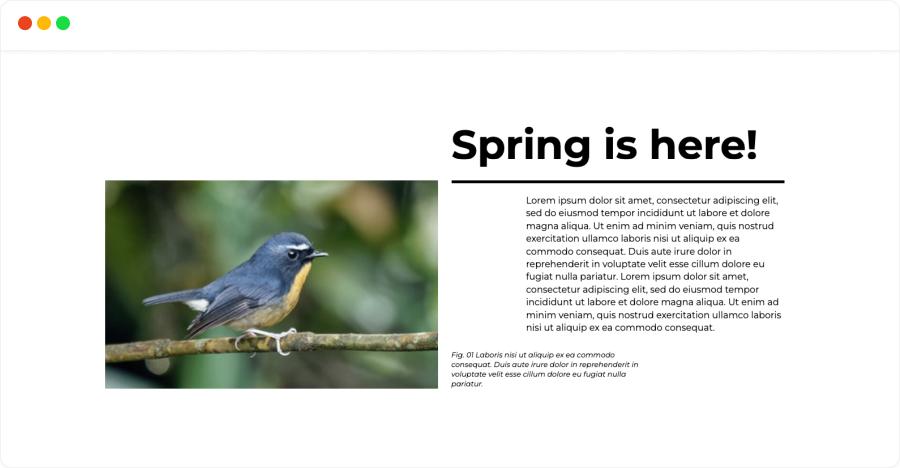 Spring is here!
Lorem ipsum dolor sit amet, consectetur adipiscing elit,
sed do eiusmod tempor incididunt ut labore et dolore
magna aliqua. Ut enim ad minim veniam, quis nostrud
exercitation ullamco laboris nisi ut aliquip ex ea
commodo consequat. Duis aute irure dolor in
reprehenderit in voluptate velit esse cillum dolore eu
fugiat nulla pariatur. Lorem ipsum dolor sit amet,
consectetur adipiscing elit, sed do eiusmod tempor
incididunt ut labore et dolore magna aliqua. Ut enim ad
minim veniam, quis nostrud exercitation ullamco laboris
nisi ut aliquip ex ea commodo consequat.
Fig. 01 Laboris nisi ut aliquip ex ea commodo
consequat. Duis aute irure dolor in reprehenderit in
voluptate velit esse cillum dolore eu fugiat nulla
pariatur.